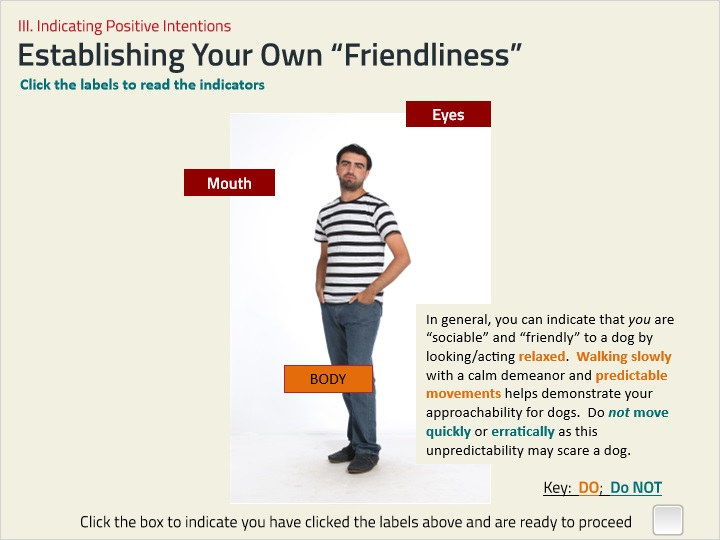 III. Indicating Positive Intentions
Establishing Your Own “Friendliness”
Click the labels to read the indicators
Eyes
Mouth
In general, you can indicate that you are
“sociable” and “friendly” to a dog by
looking/acting relaxed.  Walking slowly
with a calm demeanor and predictable
movements helps demonstrate your
approachability for dogs.  Do not move
quickly or erratically as this
unpredictability may scare a dog.
BODY
Key:  DO;  Do NOT
Click the box to indicate you have clicked the labels above and are ready to proceed